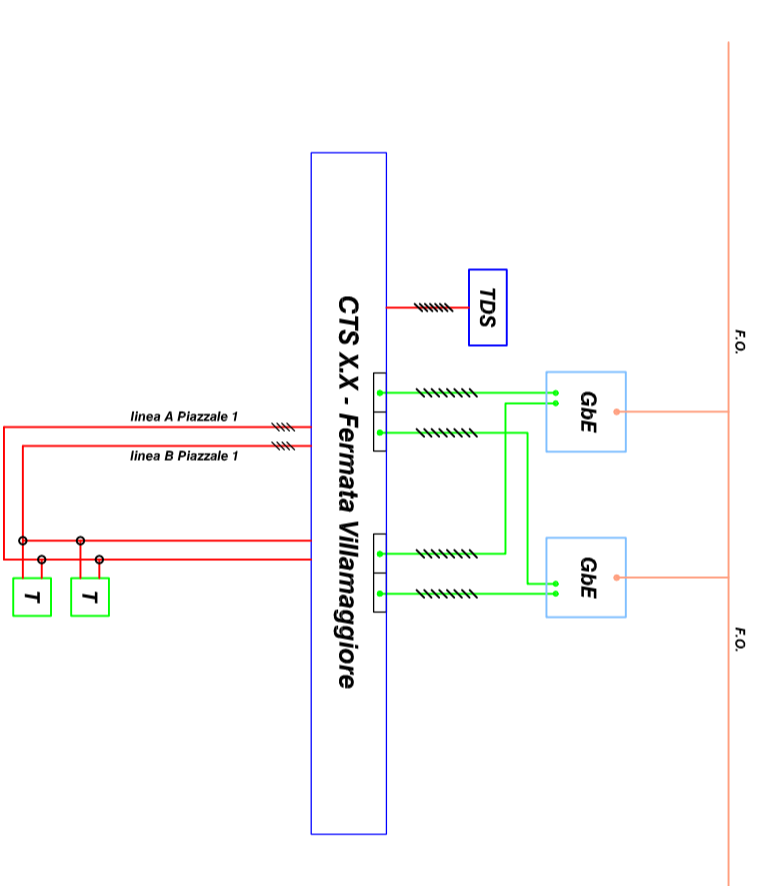 F.O.
F.O.
GbE
GbE
TDS
CTS X.X - Fermata Villamaggiore
linea A Piazzale 1
linea B Piazzale 1
T
T